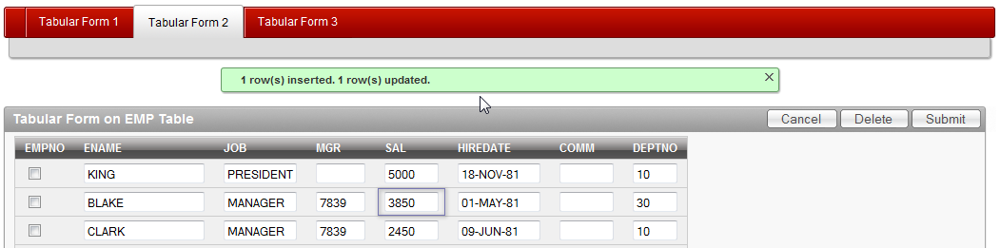 Tabular Form 1 Tabular Form 2 Tabular Form 3
1 row(s) inserted. 1 row(s) updated.
Tabular Form on EMP Table Cancel Delete Submit
EMPNO ENAME JOB MGR SAL HIREDATE COMM DEPTNO
KING PRESIDENT 5000 18-NOV-81 10
BLAKE MANAGER 7839 3850 01-MAY-81 30
CLARK MANAGER 7839 2450 09-JUN-81 10